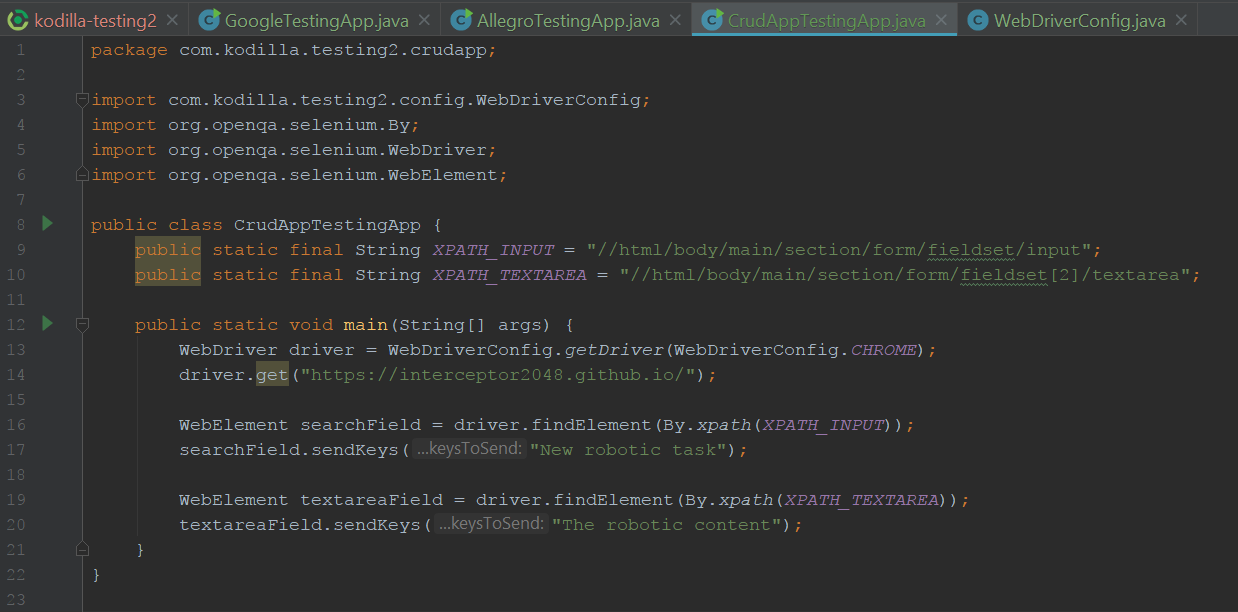 kodilla-testing2 GoogleTestingApp.java AllegroTestingApp.java CrudAppTestingApp.java WebDriverConfig.java
1 package com.kodilla.testing2.crudapp;
2
3 import com.kodilla.testing2.config.WebDriverConfig;
4 import org.openqa.selenium.By;
5 import org.openqa.selenium.WebDriver;
6 import org.openqa.selenium.WebElement;
7
8 public class CrudAppTestingApp {
9 public static final String XPATH_INPUT = "//html/body/main/section/form/fieldset/input";
10 public static final String XPATH_TEXTAREA = "//html/body/main/section/form/fieldset[2]/textarea";
11
12 public static void main(String[] args) {
13 WebDriver driver = WebDriverConfig.getDriver(WebDriverConfig.CHROME);
14 driver.get("https://interceptor2048.github.io/");
15
16 WebElement searchField = driver.findElement(By.xpath(XPATH_INPUT));
17 searchField.sendKeys( ...keysToSend: "New robotic task");
18
19 WebElement textareaField = driver.findElement(By.xpath(XPATH_TEXTAREA));
20 textareaField.sendKeys( ...keysToSend: "The robotic content");
21 }
22 }
23